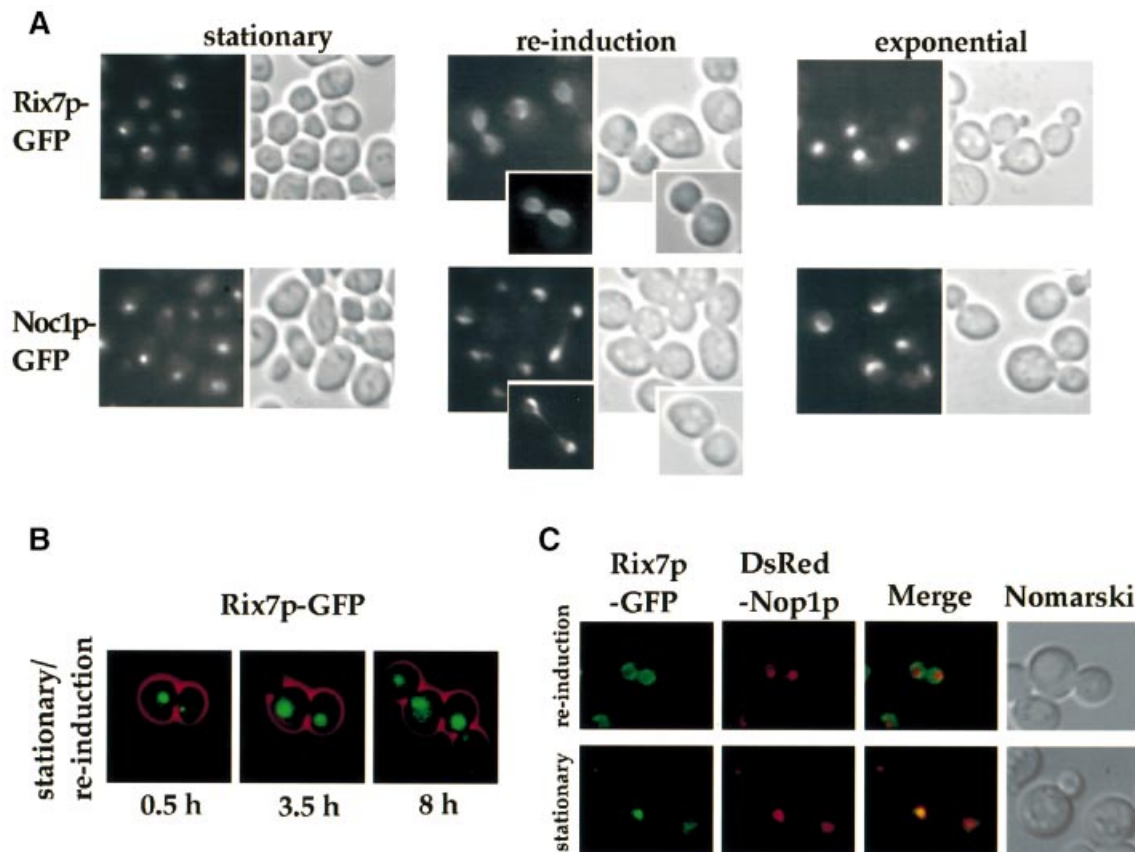 A
stationary
re-induction
exponential
Rix7p-
GFP
Noc1p-
GFP
B
Rix7p-GFP
stationary/
re-induction
0.5 h
3.5 h
8 h
C
Rix7p
-GFP
DsRed
-Nop1p
Merge
Nomarski
re-induction
stationary